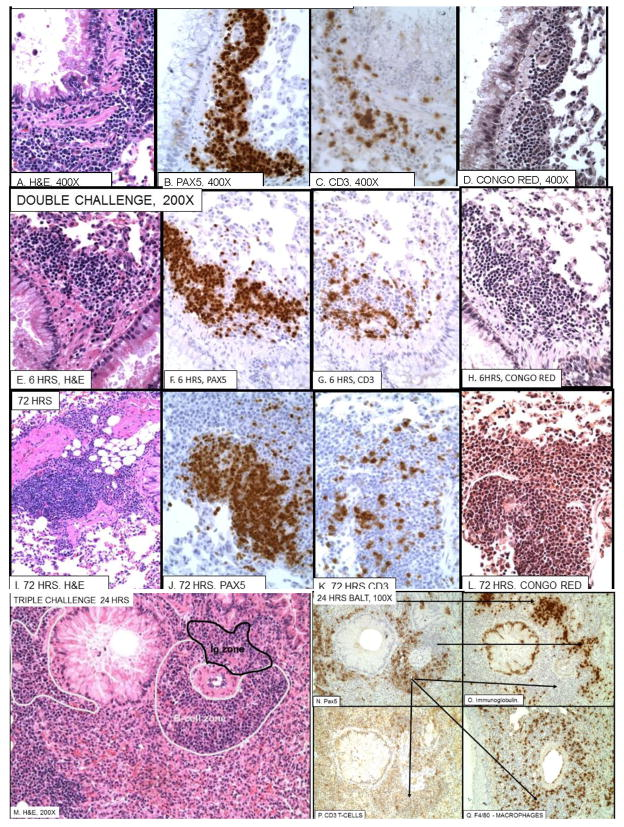 A. H&E, 400X
B. PAX5, 400X
C. CD3, 400X
D. CONGO RED, 400X
DOUBLE CHALLENGE, 200X
E. 6 HRS, H&E
F. 6 HRS, PAX5
G. 6 HRS, CD3
H. 6HRS, CONGO RED
72 HRS
I. 72 HRS. H&E
J. 72 HRS. PAX5
K. 72 HRS CD3
L. 72 HRS. CONGO RED
TRIPLE CHALLENGE 24 HRS
Ig zone
B-cell zone
M. H&E, 200X
24 HRS BALT, 100X
N. Pax5
O. Immunoglobulin
P. CD3 T-CELLS
Q. F4/80 - MACROPHAGES